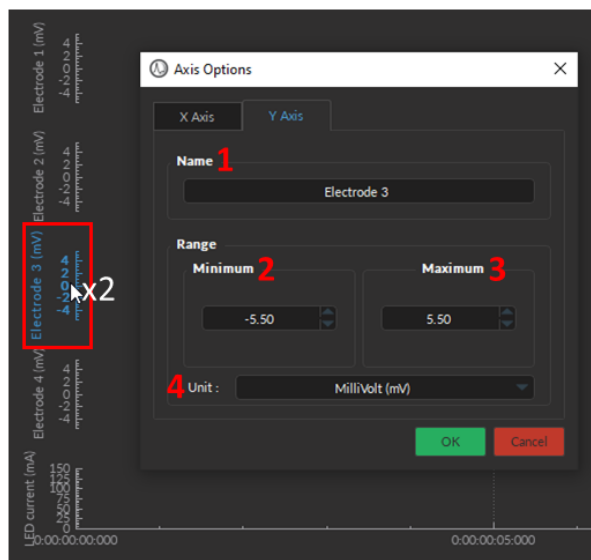 Electrode 1 (mV)
4
2
0
-2
-4
Electrode 2 (mV)
4
2
0
-2
-4
Electrode 3 (mV)
4
2
0
-2
-4
x2
Electrode 4 (mV)
4
2
0
-2
-4
LED current (mA)
150
125
100
75
50
25
0
0:00:00:00:000
0:00:00:05:000
Axis Options
X Axis
Y Axis
Name 1
Electrode 3
Range
Minimum 2
Maximum 3
-5.50
5.50
4 Unit :
MilliVolt (mV)
OK
Cancel